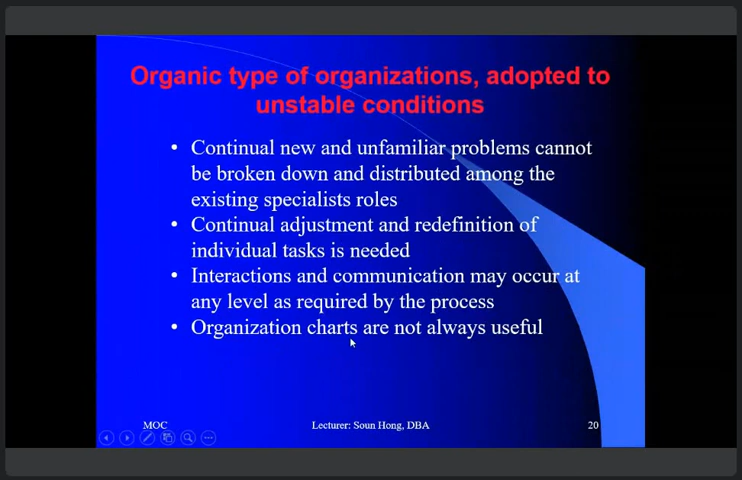 Organic type of organizations, adopted to
unstable conditions
• Continual new and unfamiliar problems cannot
be broken down and distributed among the
existing specialists roles
• Continual adjustment and redefinition of
individual tasks is needed
• Interactions and communication may occur at
any level as required by the process
• Organization charts are not always useful
MOC
Lecturer: Soun Hong, DBA
20